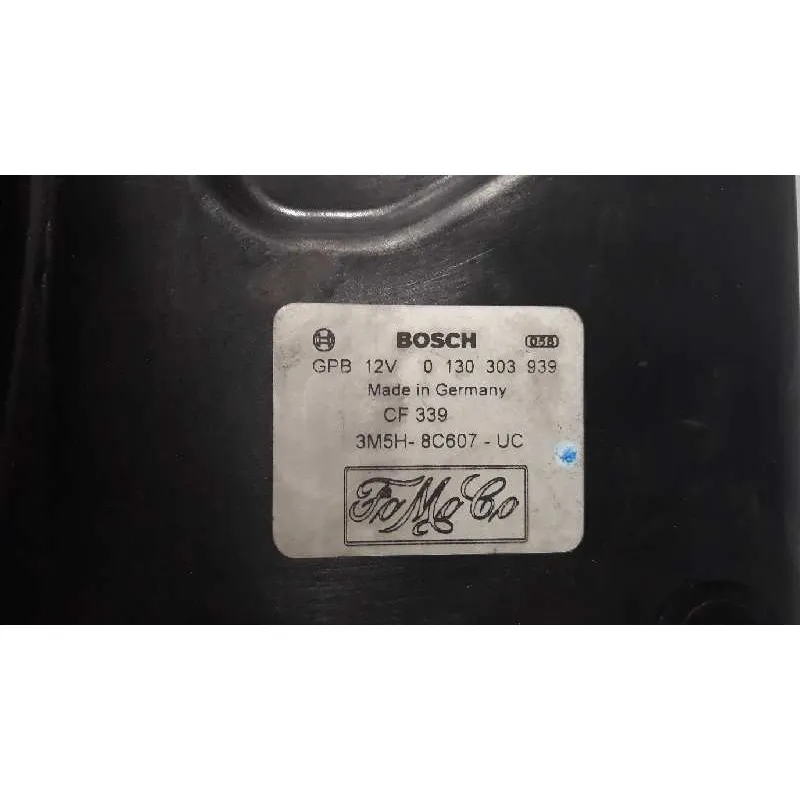 BOSCH 058
GPB 12V 0 130 303 939
Made in Germany
CF 339
3M5H- 8C607 - UC
FoMoCo